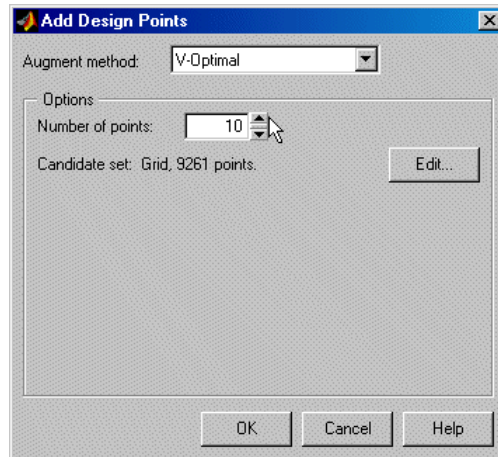 Add Design Points
Augment method: V-Optimal
Options
Number of points: 10
Candidate set: Grid, 9261 points. Edit...
OK Cancel Help